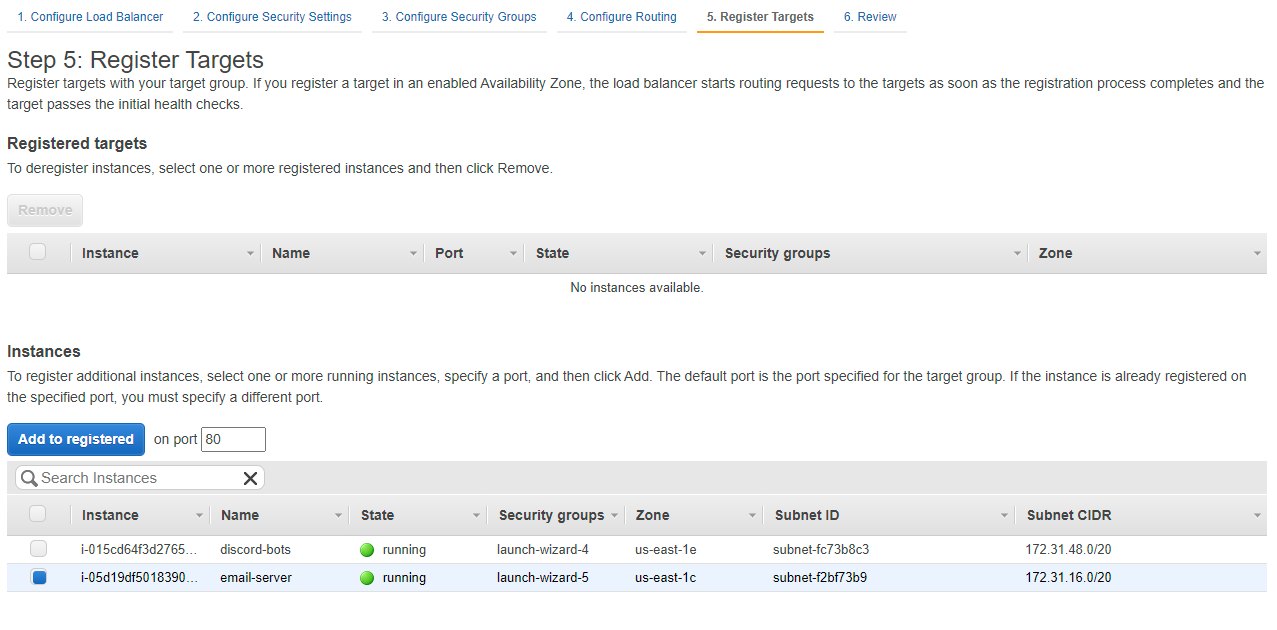 1. Configure Load Balancer 2. Configure Security Settings 3. Configure Security Groups 4. Configure Routing 5. Register Targets 6. Review
Step 5: Register Targets
Register targets with your target group. If you register a target in an enabled Availability Zone, the load balancer starts routing requests to the targets as soon as the registration process completes and the
target passes the initial health checks.
Registered targets
To deregister instances, select one or more registered instances and then click Remove.
Remove
Instance Name Port State Security groups Zone
No instances available.
Instances
To register additional instances, select one or more running instances, specify a port, and then click Add. The default port is the port specified for the target group. If the instance is already registered on
the specified port, you must specify a different port.
Add to registered on port 80
Search Instances
Instance Name State Security groups Zone Subnet ID Subnet CIDR
i-015cd64f3d2765... discord-bots running launch-wizard-4 us-east-1e subnet-fc73b8c3 172.31.48.0/20
i-05d19df5018390... email-server running launch-wizard-5 us-east-1c subnet-f2bf73b9 172.31.16.0/20